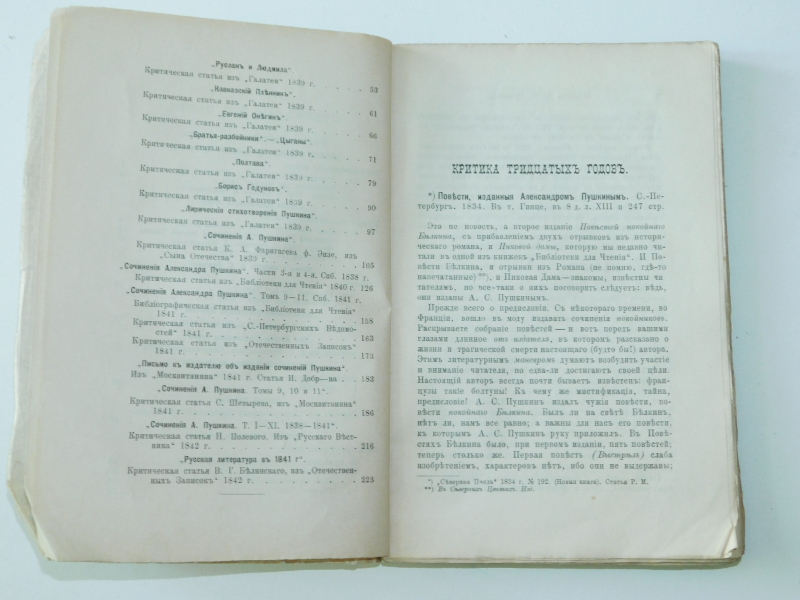 „Русланъ и Людмила“.
Критическая статья изъ „Галатеи“ 1839 г. . . . . . 53
„Кавказскій Плѣнникъ“.
Критическая статья изъ „Галатеи“ 1839 г. . . . . . 61
„Евгеній Онѣгинъ“.
Критическая статья изъ „Галатеи“ 1839 г. . . . . . 66
„Братья-разбойники“.—„Цыганы“.
Критическая статья изъ „Галатеи“ 1839 г. . . . . . 71
„Полтава“.
Критическая статья изъ „Галатеи“ 1839 г. . . . . . 79
„Борисъ Годуновъ“.
Критическая статья изъ „Галатеи“ 1839 г. . . . . . 90
„Лирическія стихотворенія Пушкина“.
Критическая статья изъ „Галатеи“ 1839 г. . . . . . 97
„Сочиненія А. Пушкина“.
Критическая статья К. А. Фарнгагена ф. Энзе, изъ
„Сына Отечества“ 1839 г. . . . . . 105
„Сочиненія Александра Пушкина“. Части 3-я и 4-я. Спб. 1838 г.
Критическая статья изъ „Библіотеки для Чтенія“ 1840 г. 126
„Сочиненія Александра Пушкина“. Томъ 9—11. Спб. 1841 г.
Библіографическая статья изъ „Библіотеки для Чтенія“
1841 г. . . . . . 158
Критическая статья изъ „С.-Петербургскихъ Вѣдомо-
стей“ 1841 г. . . . . . 163
Критическая статья изъ „Отечественныхъ Записокъ“
1841 г. . . . . . 173
„Письмо къ издателю объ изданіи сочиненій Пушкина“.
Изъ „Москвитянина“ 1841 г. Статья Н. Добр—ва . . 183
„Сочиненія А. Пушкина. Томы 9, 10 и 11“.
Критическая статья С. Шевырева, изъ „Москвитянина“
1841 г. . . . . . 186
„Сочиненія А. Пушкина. Т. I—XI. 1838—1841“.
Критическая статья Н. Полевого. Изъ „Русскаго Вѣст-
ника“ 1842 г. . . . . . 216
„Русская литература въ 1841 г“.
Критическая статья В. Г. Бѣлинскаго, изъ „Отечествен-
ныхъ Записокъ“ 1842 г. . . . . . 223
КРИТИКА ТРИДЦАТЫХЪ ГОДОВЪ.
*) Повѣсти, изданныя Александромъ Пушкинымъ. С.-Пе-
тербургъ. 1834. Въ т. Гинце, въ 8 д. л. XIII и 247 стр.
Это не новость, а второе изданіе Повѣстей покойнаго
Бѣлкина, съ прибавленіемъ двухъ отрывковъ изъ истори-
ческаго романа, и Пиковой дамы, которую мы недавно чи-
тали въ одной изъ книжекъ „Библіотеки для Чтенія“. И По-
вѣсти Бѣлкина, и отрывки изъ Романа (не помню, гдѣ-то
напечатанные) **), и Пиковая Дама—знакомы, извѣстны чи-
тателямъ, но все-таки о нихъ поговорить слѣдуетъ: вѣдь,
они изданы А. С. Пушкинымъ.
Прежде всего о предисловіи. Съ нѣкотораго времени, во
Франціи, вошло въ моду издавать сочиненія покойниковъ.
Раскрываете собраніе повѣстей—и вотъ передъ вашими
глазами длинное отъ издателя, въ которомъ разсказано о
жизни и трагической смерти настоящаго (будто бы!) автора.
Этимъ литературнымъ маневромъ думаютъ возбудить участіе
и вниманіе читателя, но едва-ли достигаютъ своей цѣли.
Настоящій авторъ всегда почти бываетъ извѣстенъ: фран-
цузы такіе болтуны! Къ чему же мистификація, тайна,
предисловіе! А. С. Пушкинъ издалъ чужія повѣсти, по-
вѣсти покойнаго Бѣлкина. Былъ ли на свѣтѣ Бѣлкинъ,
нѣтъ ли, намъ все равно; а важны для насъ его повѣсти,
къ которымъ А. С. Пушкинъ руку приложилъ. Въ Повѣ-
стяхъ Бѣлкина было, при первомъ изданіи, пять повѣстей;
теперь столько же. Первая повѣсть (Выстрѣлъ) слаба
изобрѣтеніемъ, характеровъ нѣтъ, ибо они не выдержаны;
*) „Сѣверная Пчела“ 1834 г. № 192. (Новыя книги). Статья Р. М.
**) Въ Сѣверныхъ Цвѣтахъ. Изд.